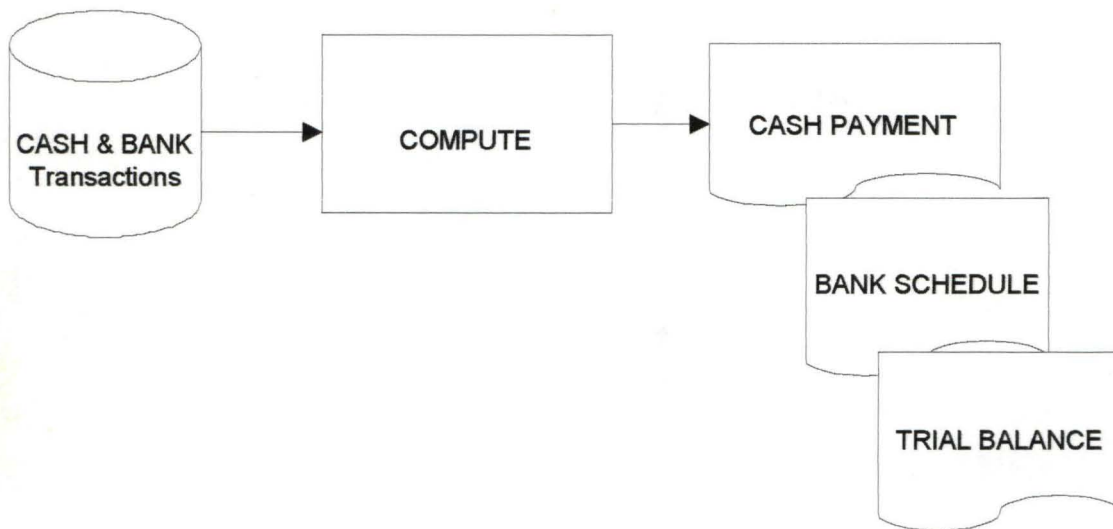 CASH & BANK
Transactions
COMPUTE
CASH PAYMENT
BANK SCHEDULE
TRIAL BALANCE